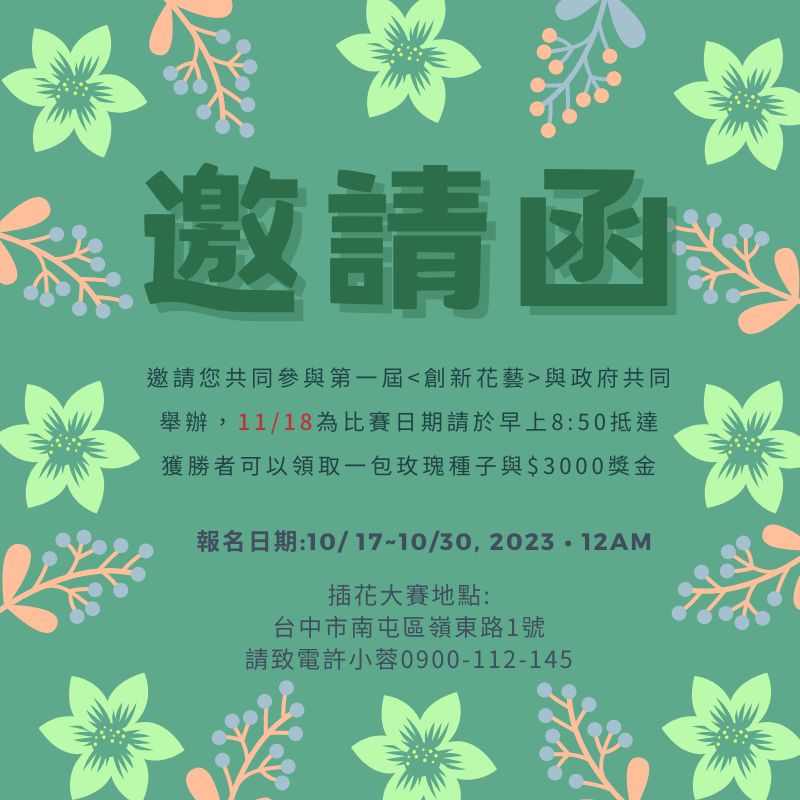 邀請函
邀請您共同參與第一屆<創新花藝>與政府共同
舉辦，11/18為比賽日期請於早上8:50抵達
獲勝者可以領取一包玫瑰種子與$3000獎金
報名日期:10/ 17~10/30, 2023 • 12AM
插花大賽地點:
台中市南屯區嶺東路1號
請致電許小蓉0900-112-145